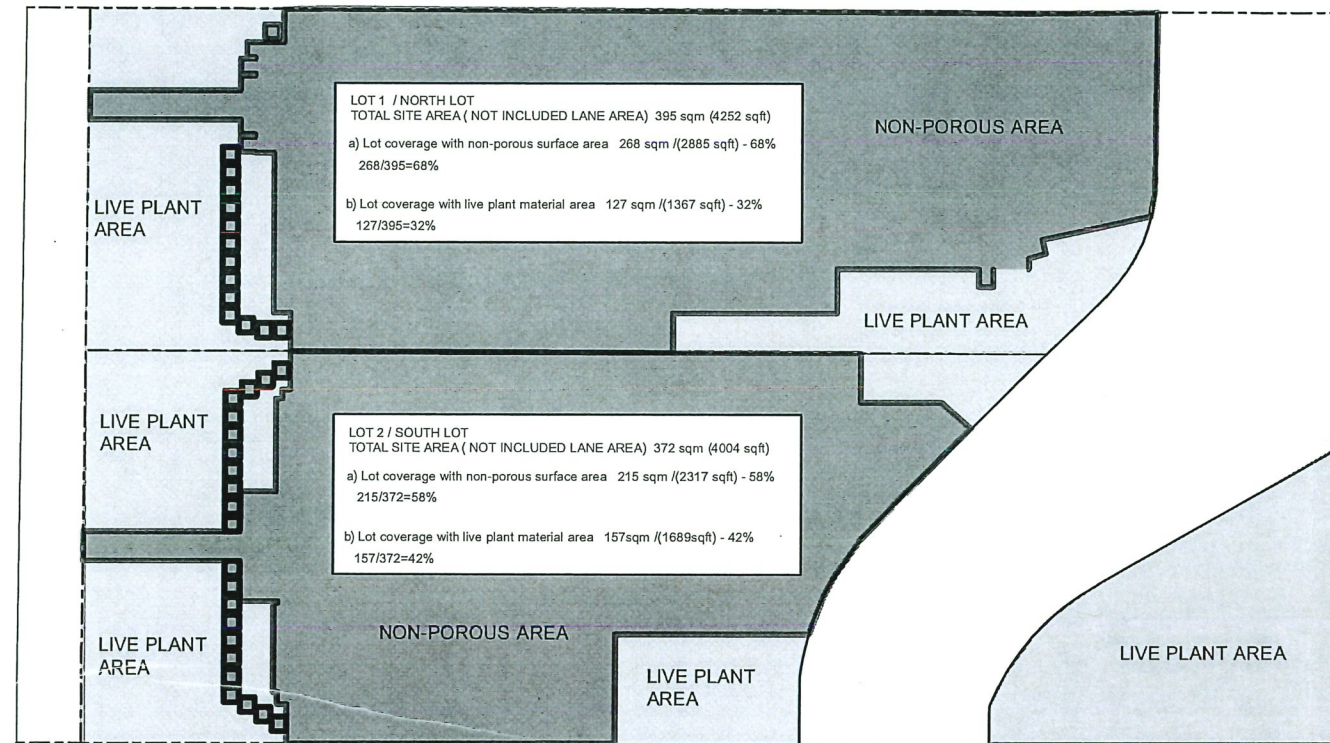 LOT 1 / NORTH LOT
TOTAL SITE AREA ( NOT INCLUDED LANE AREA) 395 sqm (4252 sqft)
a) Lot coverage with non-porous surface area 268 sqm /(2885 sqft) - 68%
268/395=68%
b) Lot coverage with live plant material area 127 sqm /(1367 sqft) - 32%
127/395=32%
NON-POROUS AREA
LIVE PLANT
AREA
LIVE PLANT AREA
LIVE PLANT
AREA
LOT 2 / SOUTH LOT
TOTAL SITE AREA ( NOT INCLUDED LANE AREA) 372 sqm (4004 sqft)
a) Lot coverage with non-porous surface area 215 sqm /(2317 sqft) - 58%
215/372=58%
b) Lot coverage with live plant material area 157sqm /(1689sqft) - 42%
157/372=42%
NON-POROUS AREA
LIVE PLANT
AREA
LIVE PLANT
AREA
LIVE PLANT AREA